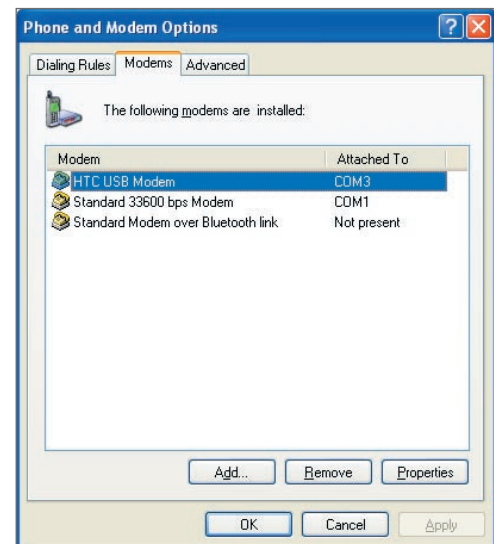 Phone and Modem Options
Dialing Rules Modems Advanced
The following modems are installed:
Modem Attached To
HTC USB Modem COM3
Standard 33600 bps Modem COM1
Standard Modem over Bluetooth link Not present
Add... Remove Properties
OK Cancel Apply